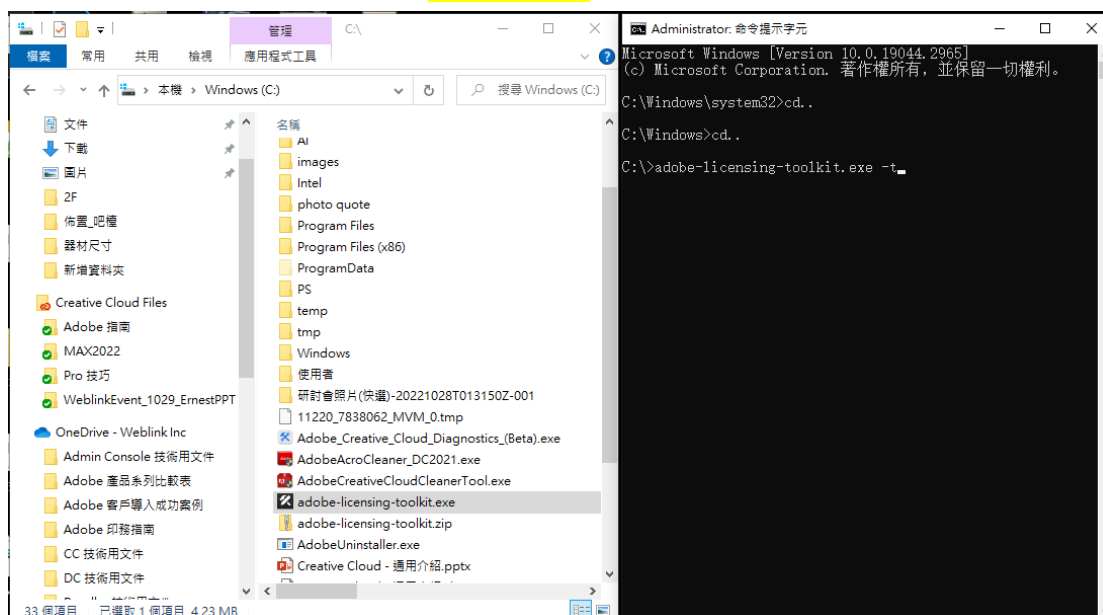 管理
C:\
檔案
常用
共用
檢視
應用程式工具
本機 › Windows (C:)
搜尋 Windows (C:)
文件
下載
圖片
2F
佈置_吧檯
器材尺寸
新增資料夾
Creative Cloud Files
Adobe 指南
MAX2022
Pro 技巧
WeblinkEvent_1029_ErnestPPT
OneDrive - Weblink Inc
Admin Console 技術用文件
Adobe 產品系列比較表
Adobe 客戶導入成功案例
Adobe 印務指南
CC 技術用文件
DC 技術用文件
名稱
AI
images
Intel
photo quote
Program Files
Program Files (x86)
ProgramData
PS
temp
tmp
Windows
使用者
研討會照片(快選)-20221028T013150Z-001
11220_7838062_MVM_0.tmp
Adobe_Creative_Cloud_Diagnostics_(Beta).exe
AdobeAcroCleaner_DC2021.exe
AdobeCreativeCloudCleanerTool.exe
adobe-licensing-toolkit.exe
adobe-licensing-toolkit.zip
AdobeUninstaller.exe
Creative Cloud - 通用介紹.pptx
33 個項目
已選取 1 個項目 4.23 MB
Administrator: 命令提示字元
Microsoft Windows [Version 10.0.19044.2965]
(c) Microsoft Corporation. 著作權所有，並保留一切權利。
C:\Windows\system32>cd..
C:\Windows>cd..
C:\>adobe-licensing-toolkit.exe -t